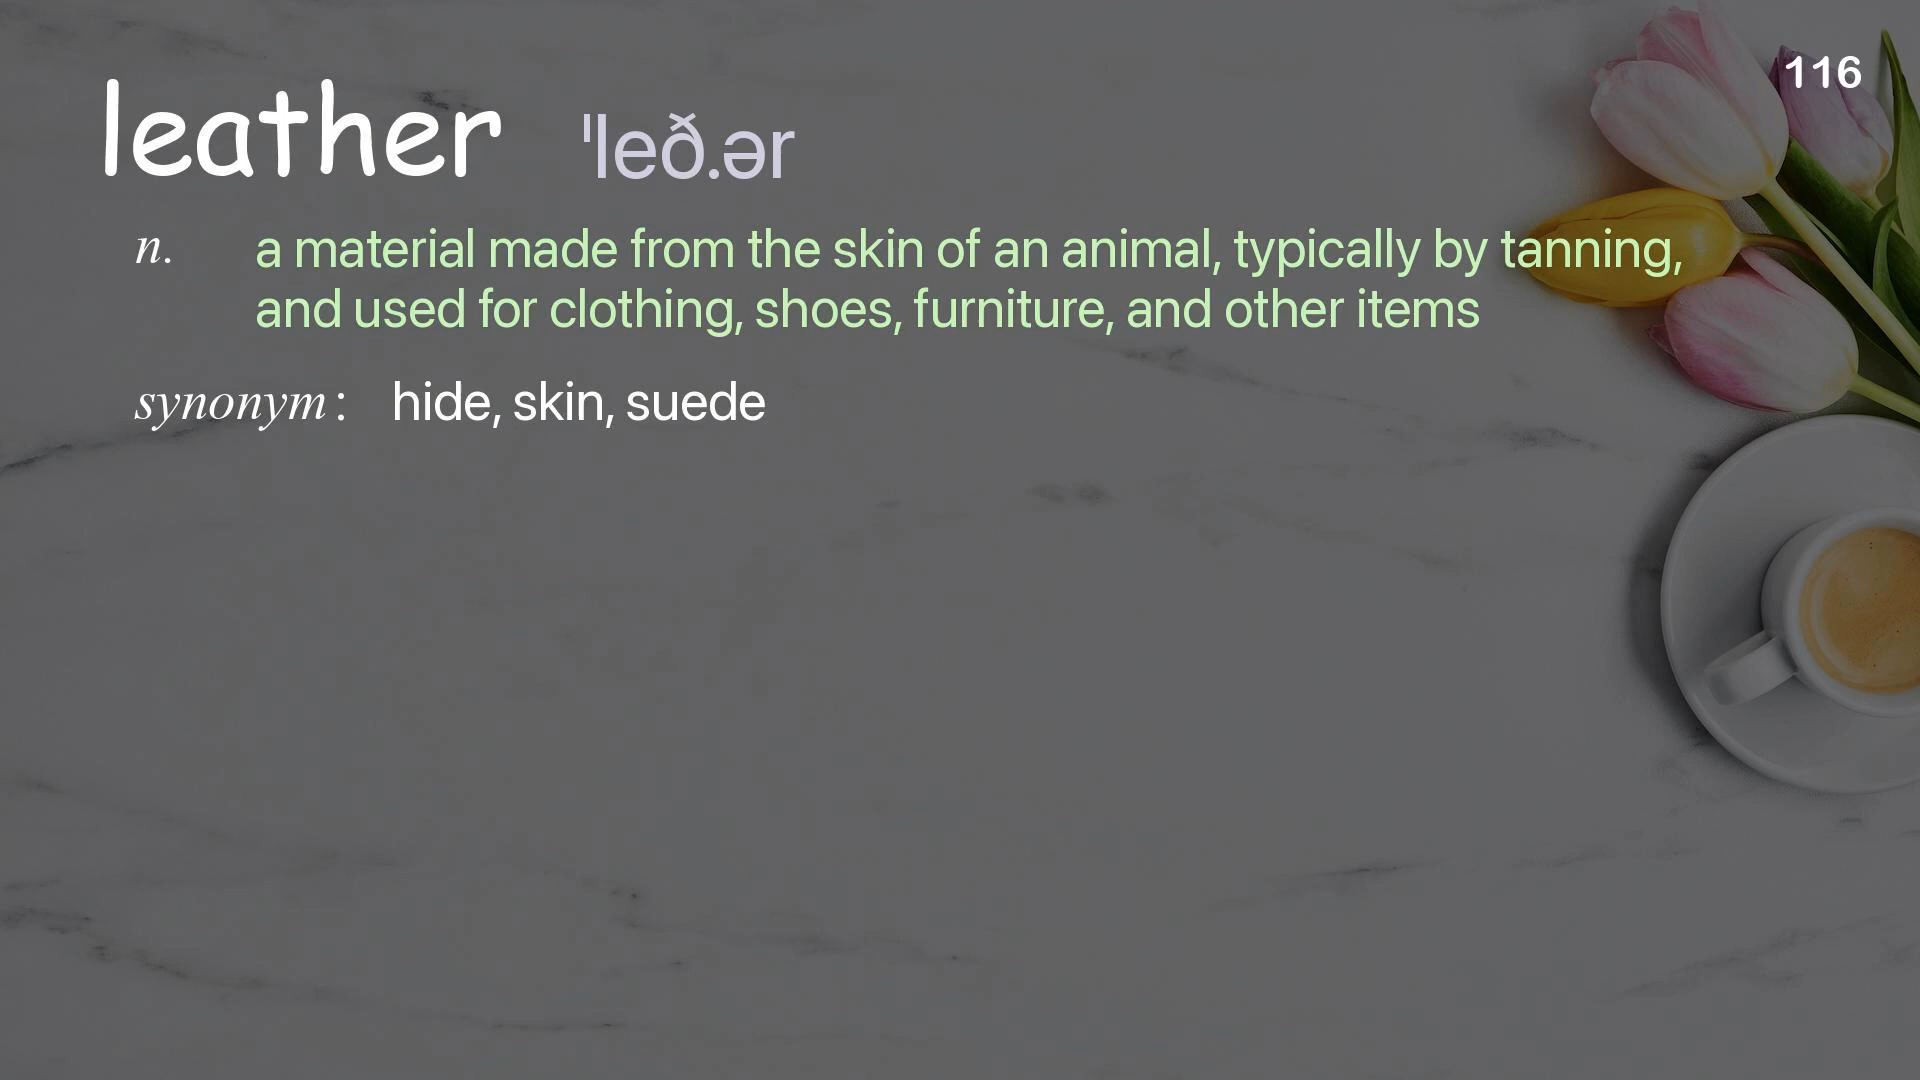 116
leather ˈleð.ər
n. a material made from the skin of an animal, typically by tanning,
and used for clothing, shoes, furniture, and other items
synonym: hide, skin, suede